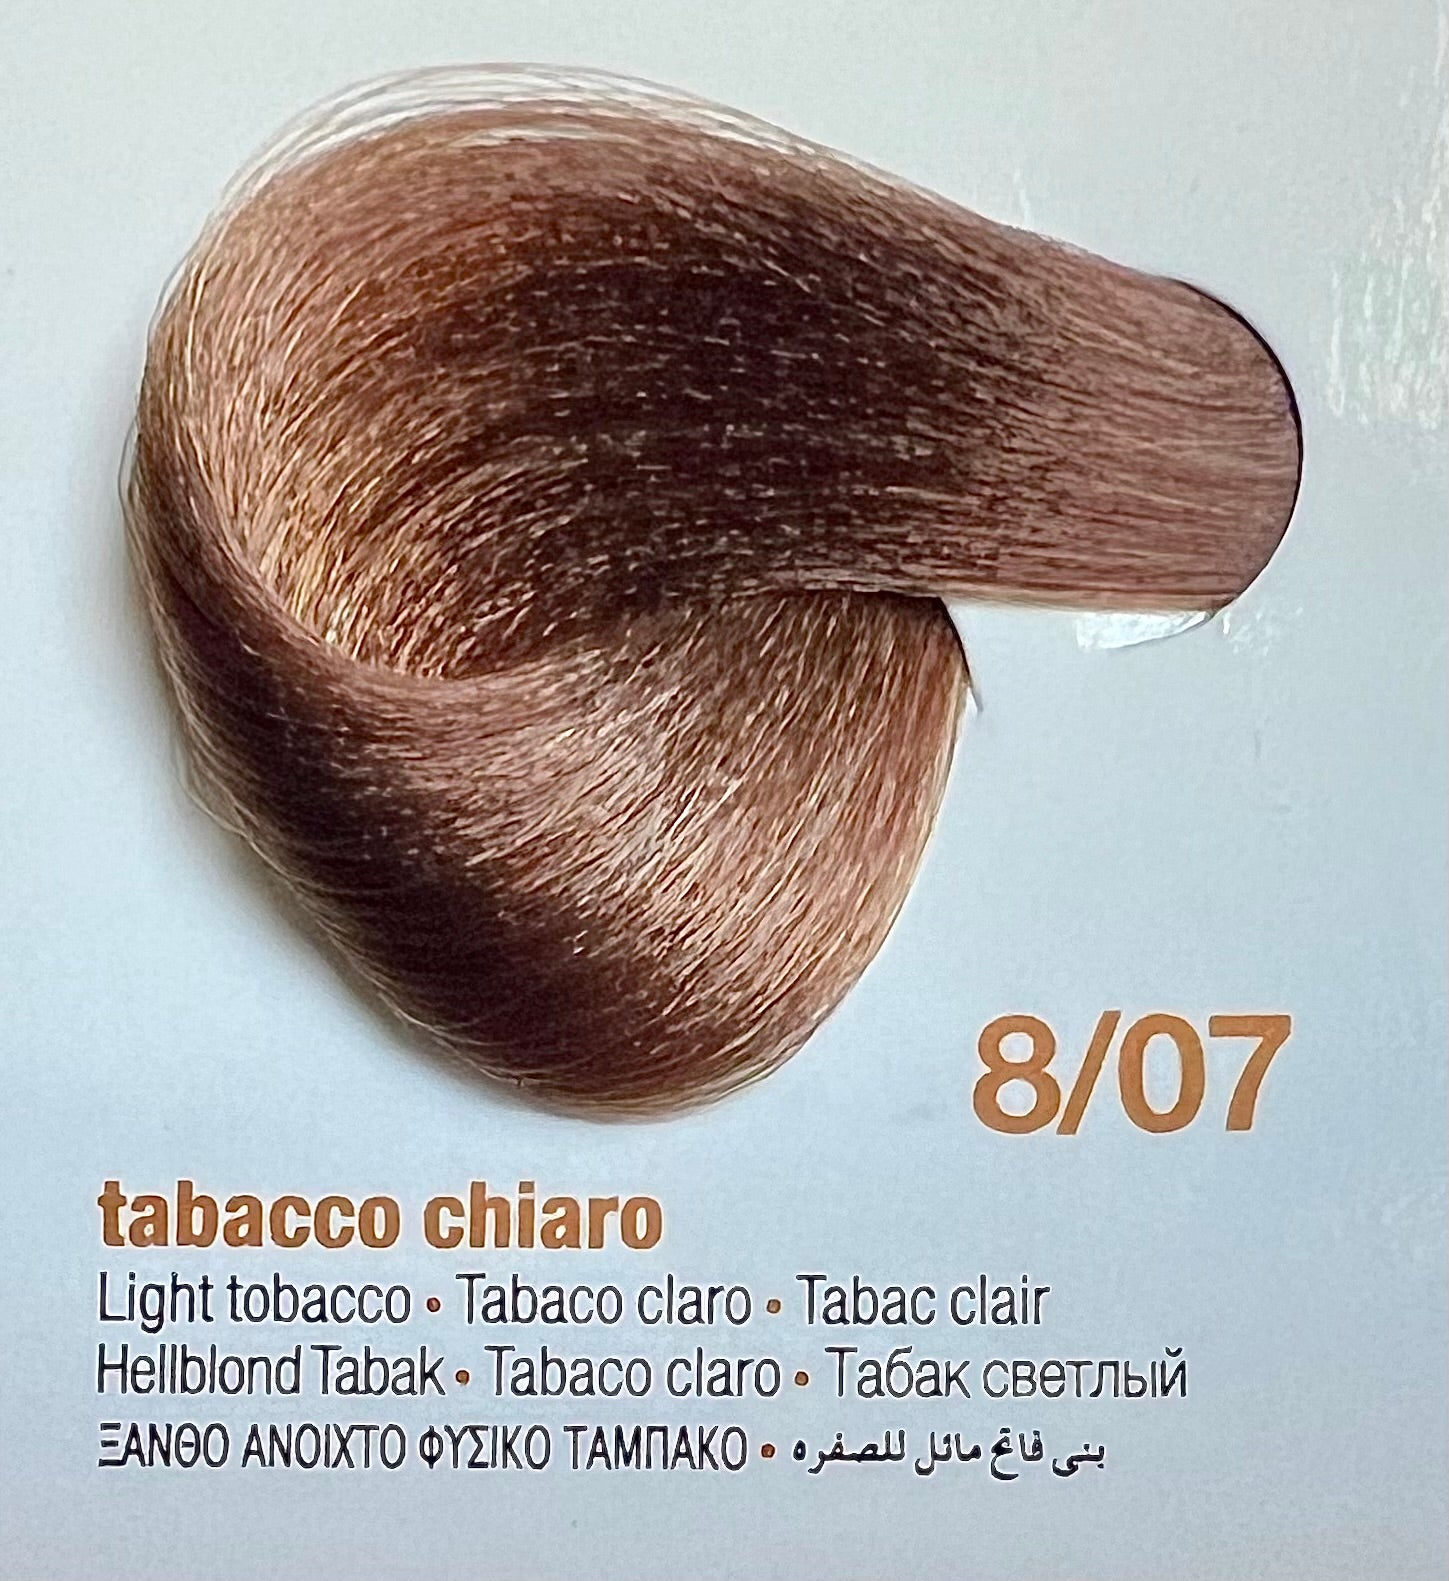 8/07
tabacco chiaro
Light tobacco • Tabaco claro • Tabac clair
Hellblond Tabak • Tabaco claro • Табак светлый
ΞΑΝΘΟ ΑΝΟΙΧΤΟ ΦΥΣΙΚΟ ΤΑΜΠΑΚΟ • بنى فاتح مائل للصفره